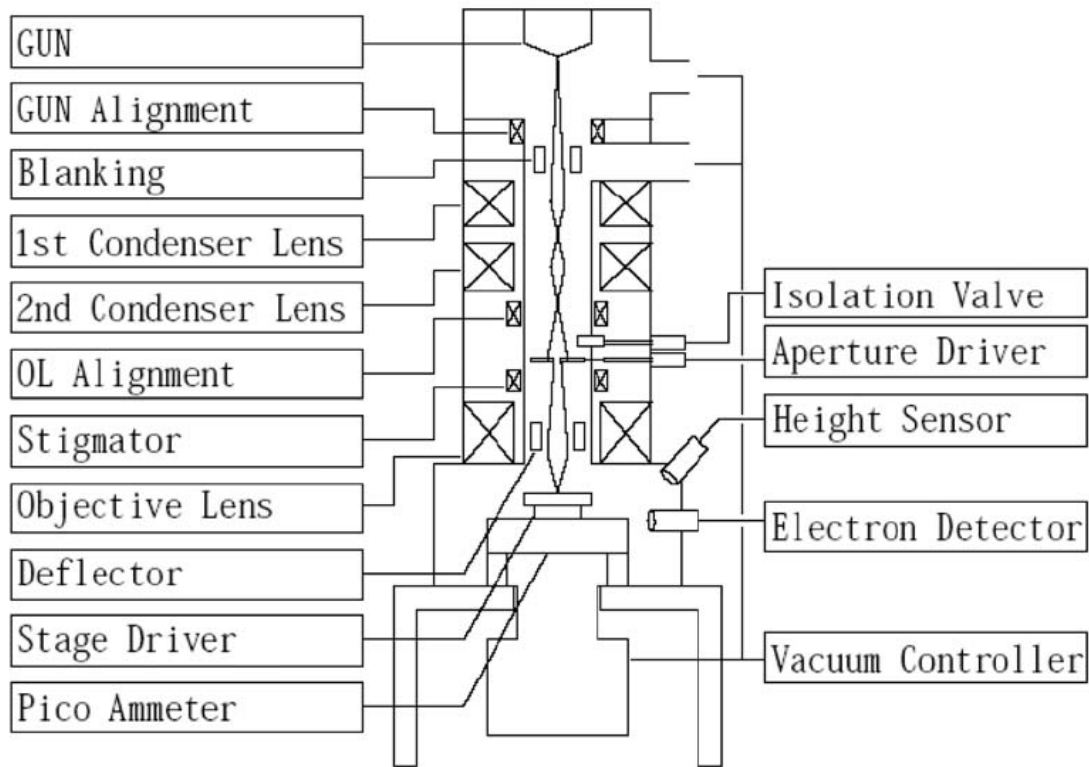 GUN
GUN Alignment
Blanking
1st Condenser Lens
2nd Condenser Lens
OL Alignment
Stigmator
Objective Lens
Deflector
Stage Driver
Pico Ammeter
Isolation Valve
Aperture Driver
Height Sensor
Electron Detector
Vacuum Controller